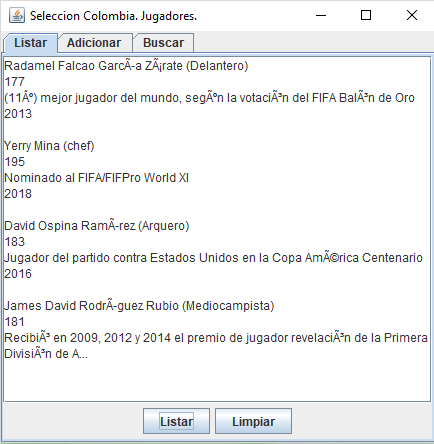 Seleccion Colombia. Jugadores.
Listar Adicionar Buscar
Radamel Falcao GarcÃ-a ZÃ¡rate (Delantero)
177
(11Âº) mejor jugador del mundo, segÃºn la votaciÃ³n del FIFA BalÃ³n de Oro
2013
Yerry Mina (chef)
195
Nominado al FIFA/FIFPro World XI
2018
David Ospina RamÃ-rez (Arquero)
183
Jugador del partido contra Estados Unidos en la Copa AmÃ©rica Centenario
2016
James David RodrÃ-guez Rubio (Mediocampista)
181
RecibiÃ³ en 2009, 2012 y 2014 el premio de jugador revelaciÃ³n de la Primera
DivisiÃ³n de A...
Listar Limpiar